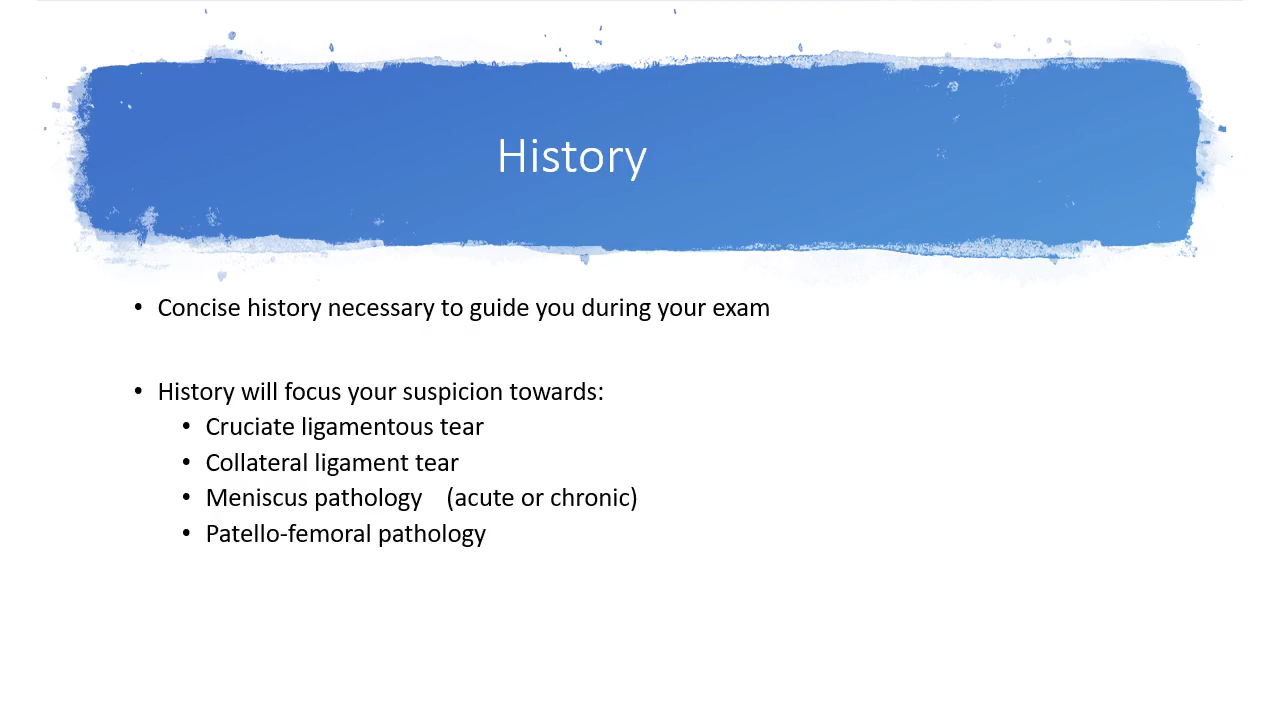 History
• Concise history necessary to guide you during your exam
• History will focus your suspicion towards:
• Cruciate ligamentous tear
• Collateral ligament tear
• Meniscus pathology (acute or chronic)
• Patello-femoral pathology